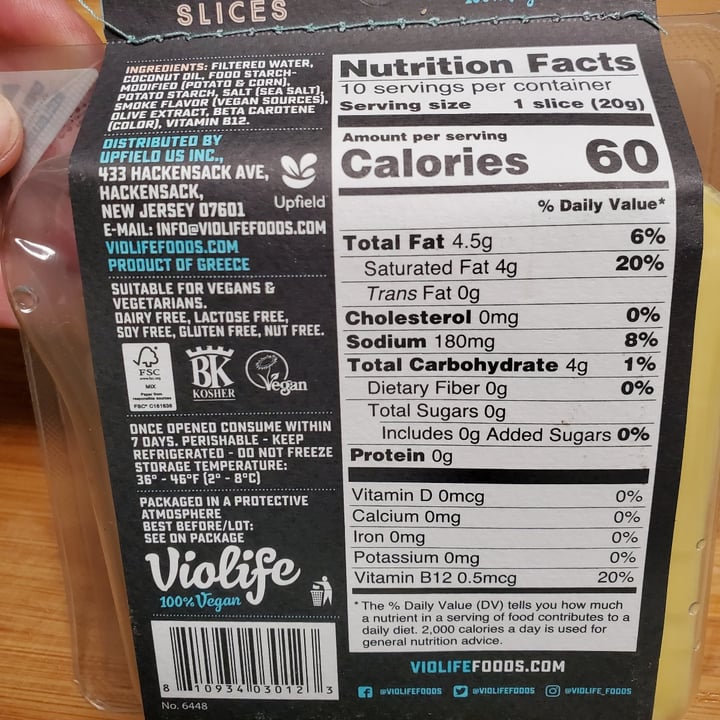 SLICES
INGREDIENTS: FILTERED WATER,
COCONUT OIL, FOOD STARCH-
MODIFIED (POTATO & CORN),
POTATO STARCH, SALT (SEA SALT),
SMOKE FLAVOR (VEGAN SOURCES),
OLIVE EXTRACT, BETA CAROTENE
(COLOR), VITAMIN B12.
DISTRIBUTED BY
UPFIELD US INC.,
433 HACKENSACK AVE,
HACKENSACK,
NEW JERSEY 07601
E-MAIL: INFO@VIOLIFEFOODS.COM
VIOLIFEFOODS.COM
PRODUCT OF GREECE
Upfield
SUITABLE FOR VEGANS &
VEGETARIANS.
DAIRY FREE, LACTOSE FREE,
SOY FREE, GLUTEN FREE, NUT FREE.
FSC
www.fsc.org
MIX
Paper from
responsible sources
FSC® C161638
BK
KOSHER
Vegan
ONCE OPENED CONSUME WITHIN
7 DAYS. PERISHABLE - KEEP
REFRIGERATED - DO NOT FREEZE
STORAGE TEMPERATURE:
36° - 46°F (2° - 8°C)
PACKAGED IN A PROTECTIVE
ATMOSPHERE
BEST BEFORE/LOT:
SEE ON PACKAGE
Violife
100% Vegan
8 10934 03012 3
No. 6448
Nutrition Facts
10 servings per container
Serving size 1 slice (20g)
Amount per serving
Calories 60
% Daily Value*
Total Fat 4.5g 6%
Saturated Fat 4g 20%
Trans Fat 0g
Cholesterol 0mg 0%
Sodium 180mg 8%
Total Carbohydrate 4g 1%
Dietary Fiber 0g 0%
Total Sugars 0g
Includes 0g Added Sugars 0%
Protein 0g
Vitamin D 0mcg 0%
Calcium 0mg 0%
Iron 0mg 0%
Potassium 0mg 0%
Vitamin B12 0.5mcg 20%
* The % Daily Value (DV) tells you how much
a nutrient in a serving of food contributes to a
daily diet. 2,000 calories a day is used for
general nutrition advice.
VIOLIFEFOODS.COM
@VIOLIFEFOODS @VIOLIFEFOODS @VIOLIFE_FOODS